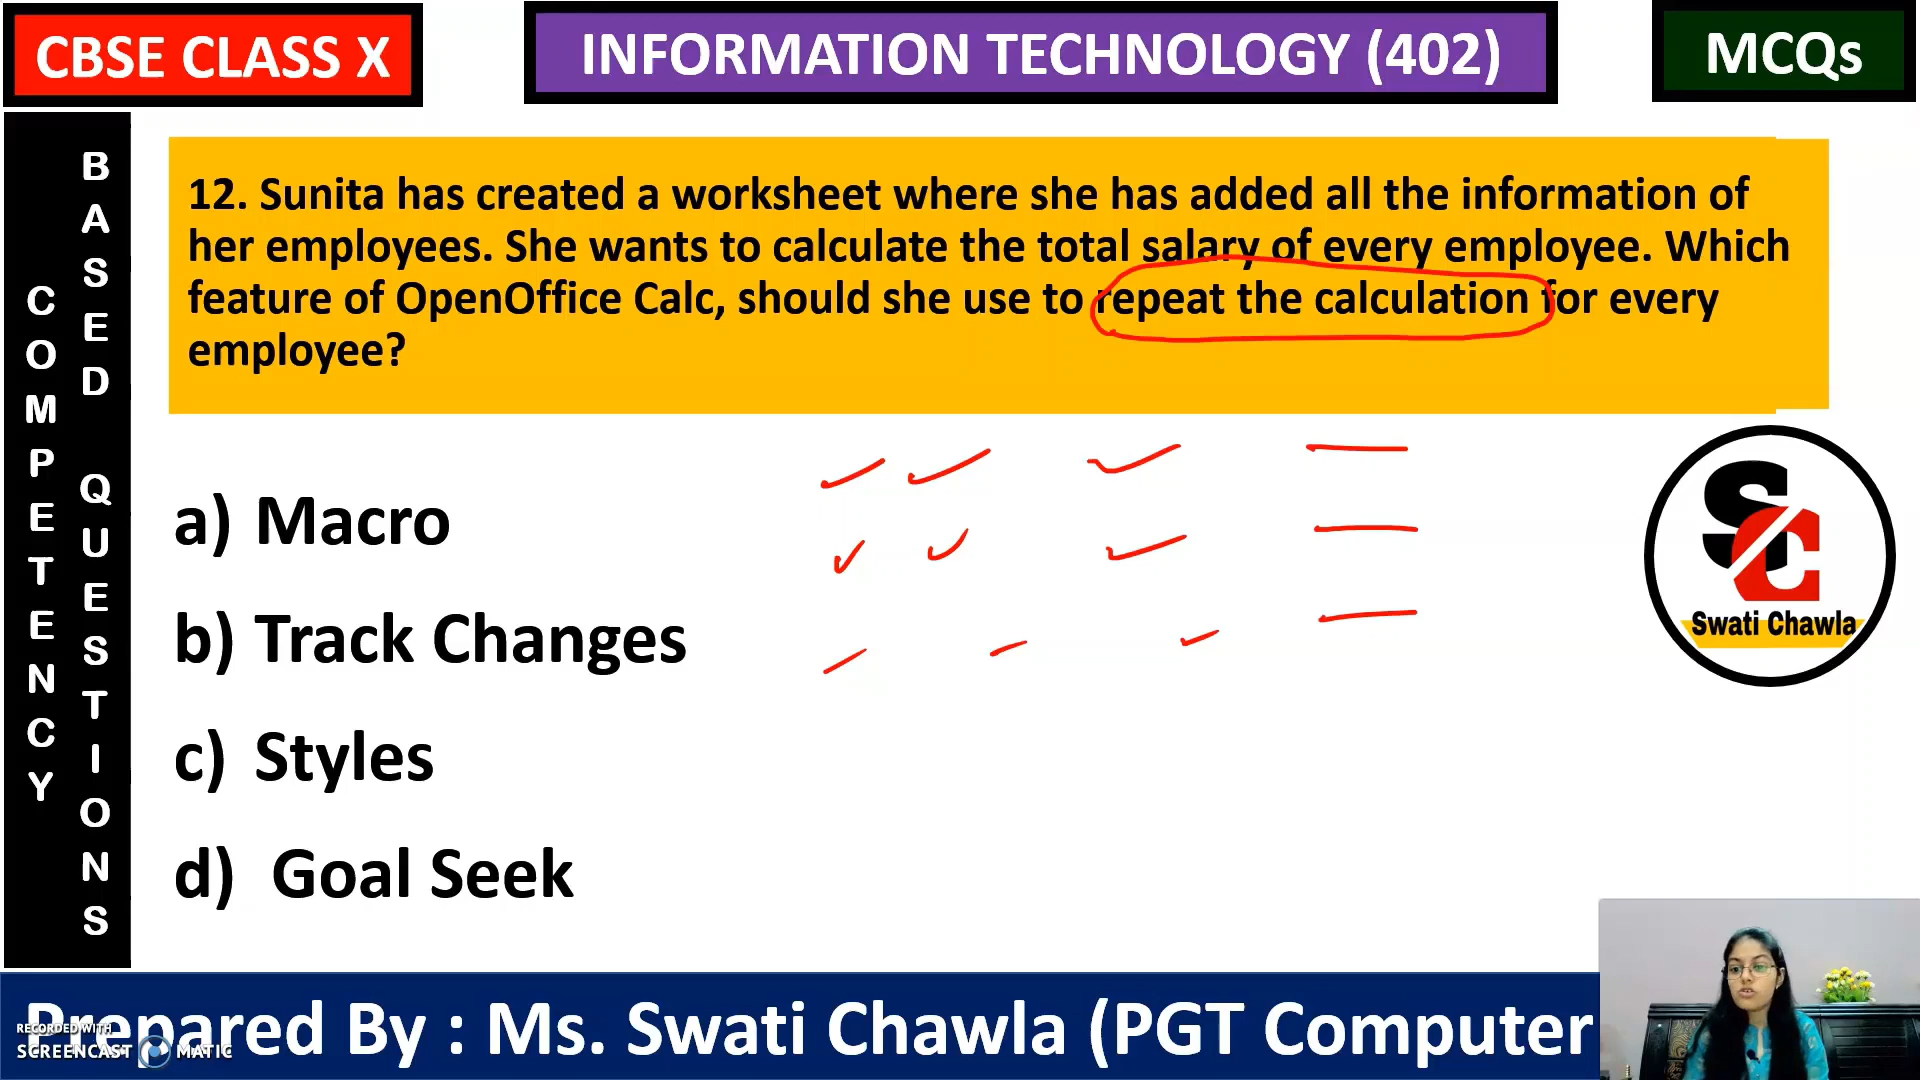 CBSE CLASS X
INFORMATION TECHNOLOGY (402)
MCQs
COMPETENCY
BASED QUESTIONS
12. Sunita has created a worksheet where she has added all the information of
her employees. She wants to calculate the total salary of every employee. Which
feature of OpenOffice Calc, should she use to repeat the calculation for every
employee?
a) Macro
b) Track Changes
c) Styles
d) Goal Seek
SC
Swati Chawla
Prepared By : Ms. Swati Chawla (PGT Computer
RECORDED WITH
SCREENCAST MATIC